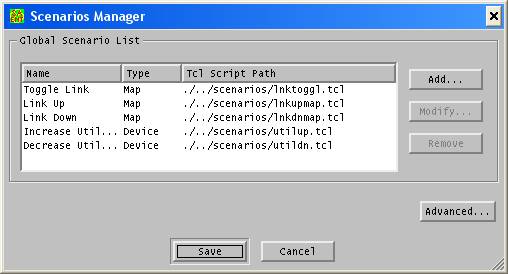 Scenarios Manager
Global Scenario List
Name Type Tcl Script Path
Toggle Link Map ./../scenarios/lnktoggl.tcl
Link Up Map ./../scenarios/lnkupmap.tcl
Link Down Map ./../scenarios/lnkdnmap.tcl
Increase Util... Device ./../scenarios/utilup.tcl
Decrease Util... Device ./../scenarios/utildn.tcl
Add...
Modify...
Remove
Advanced...
Save Cancel